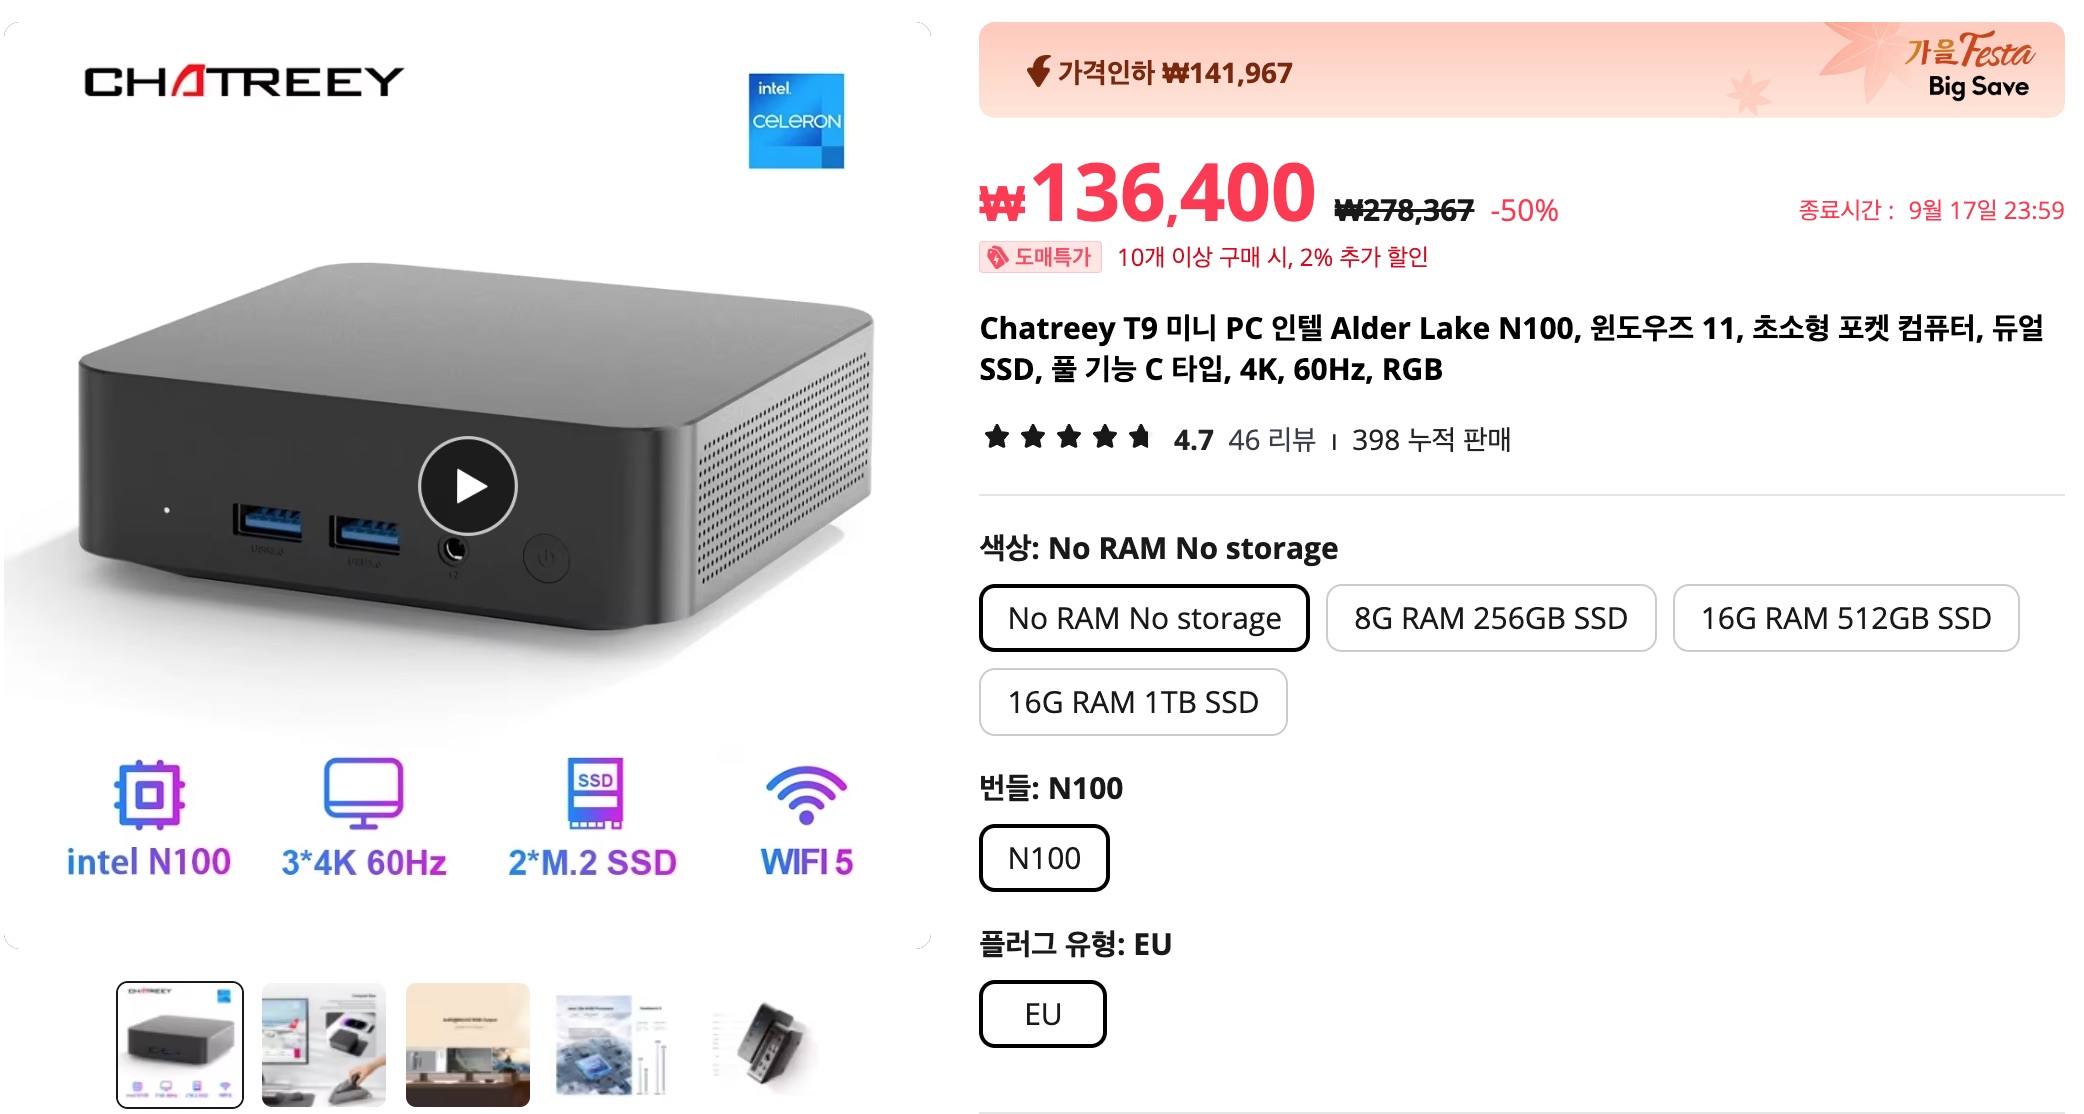 CHATREEY
intel.
CELERON
USB3.0
USB3.0
intel N100
3*4K 60Hz
SSD
2*M.2 SSD
WIFI 5
CHATREEY
가격인하 ₩141,967
가을Festa
Big Save
₩136,400 ₩278,367 -50%
종료시간 : 9월 17일 23:59
도매특가 10개 이상 구매 시, 2% 추가 할인
Chatreey T9 미니 PC 인텔 Alder Lake N100, 윈도우즈 11, 초소형 포켓 컴퓨터, 듀얼
SSD, 풀 기능 C 타입, 4K, 60Hz, RGB
4.7 46 리뷰 ı 398 누적 판매
색상: No RAM No storage
No RAM No storage
8G RAM 256GB SSD
16G RAM 512GB SSD
16G RAM 1TB SSD
번들: N100
N100
플러그 유형: EU
EU